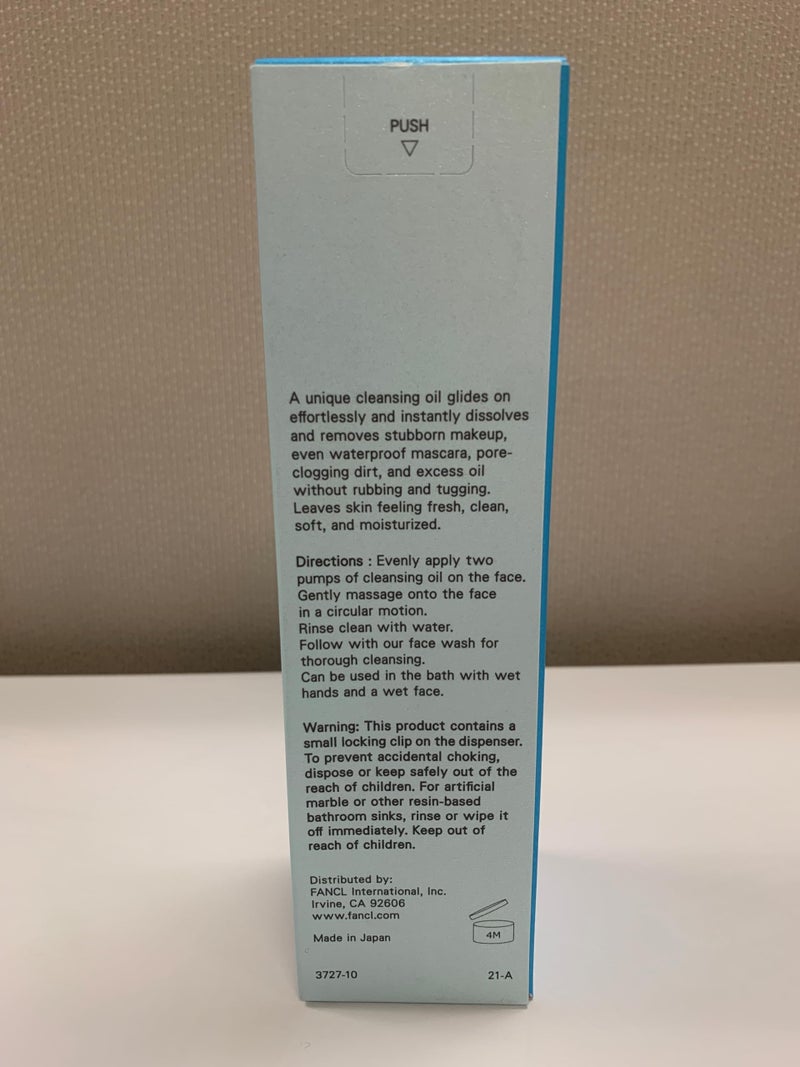 PUSH
A unique cleansing oil glides on
effortlessly and instantly dissolves
and removes stubborn makeup,
even waterproof mascara, pore-
clogging dirt, and excess oil
without rubbing and tugging.
Leaves skin feeling fresh, clean,
soft, and moisturized.
Directions : Evenly apply two
pumps of cleansing oil on the face.
Gently massage onto the face
in a circular motion.
Rinse clean with water.
Follow with our face wash for
thorough cleansing.
Can be used in the bath with wet
hands and a wet face.
Warning: This product contains a
small locking clip on the dispenser.
To prevent accidental choking,
dispose or keep safely out of the
reach of children. For artificial
marble or other resin-based
bathroom sinks, rinse or wipe it
off immediately. Keep out of
reach of children.
Distributed by:
FANCL International, Inc.
Irvine, CA 92606
www.fancl.com
4M
Made in Japan
3727-10 21-A